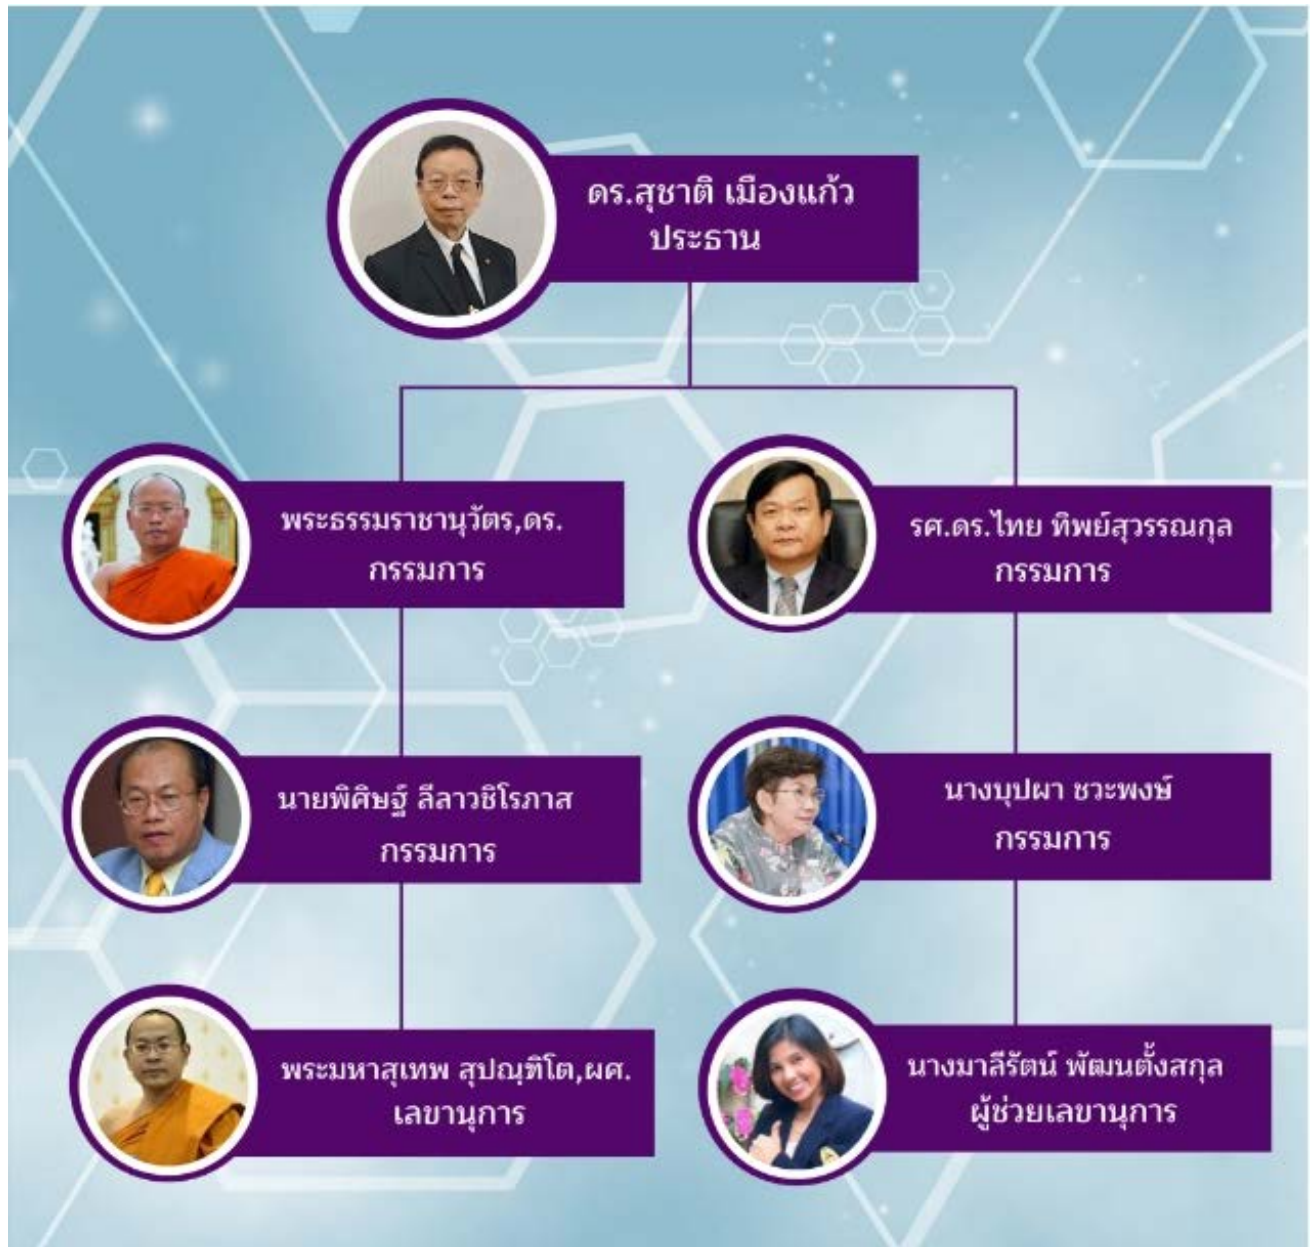 ดร.สุชาติ เมืองแก้ว
ประธาน
พระธรรมราชานุวัตร,ดร.
กรรมการ
รศ.ดร.ไทย ทิพย์สุวรรณกุล
กรรมการ
นายพิศิษฐ์ ลีลาวชิโรภาส
กรรมการ
นางบุปผา ชวะพงษ์
กรรมการ
พระมหาสุเทพ สุปณฺฑิโต,ผศ.
เลขานุการ
นางมาลีรัตน์ พัฒนตั้งสกุล
ผู้ช่วยเลขานุการ